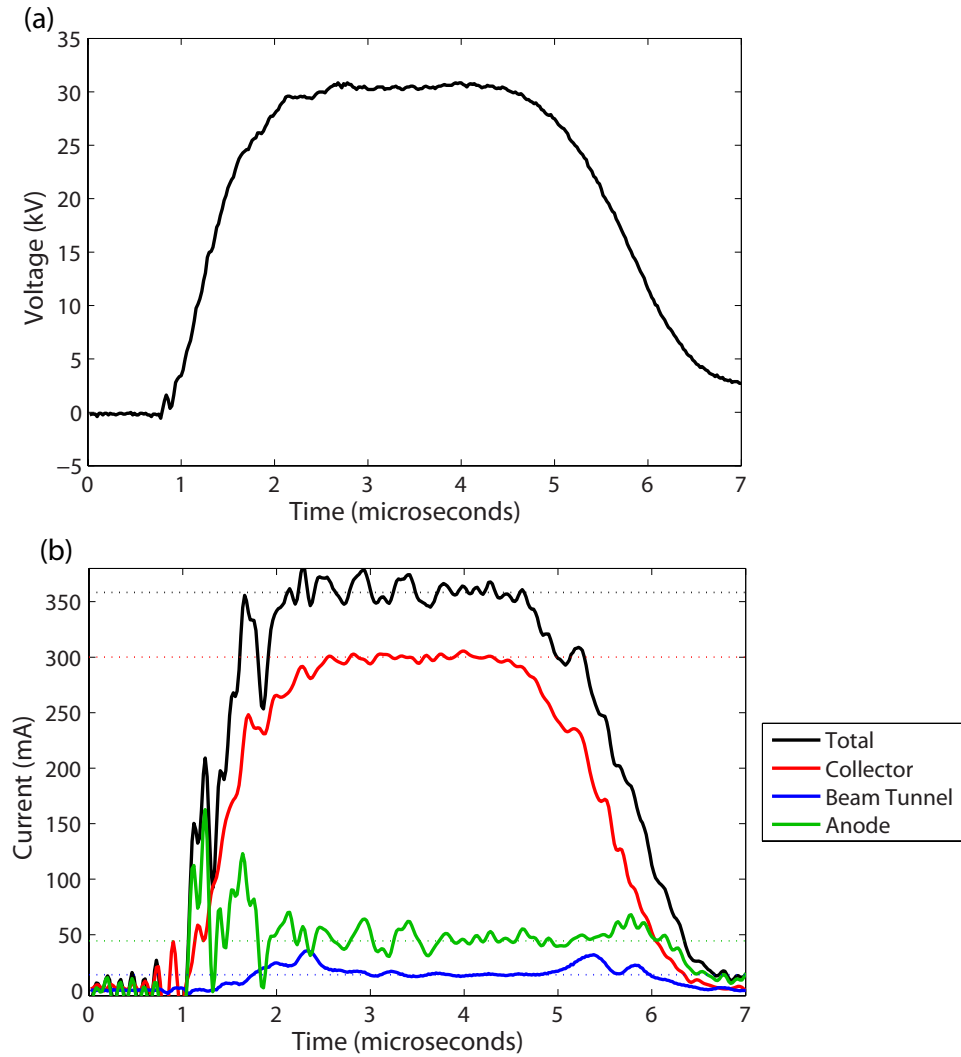 (a)
35
30
25
20
15
10
5
0
−5
Voltage (kV)
0 1 2 3 4 5 6 7
Time (microseconds)
(b)
350
300
250
200
150
100
50
0
Current (mA)
0 1 2 3 4 5 6 7
Time (microseconds)
Total
Collector
Beam Tunnel
Anode